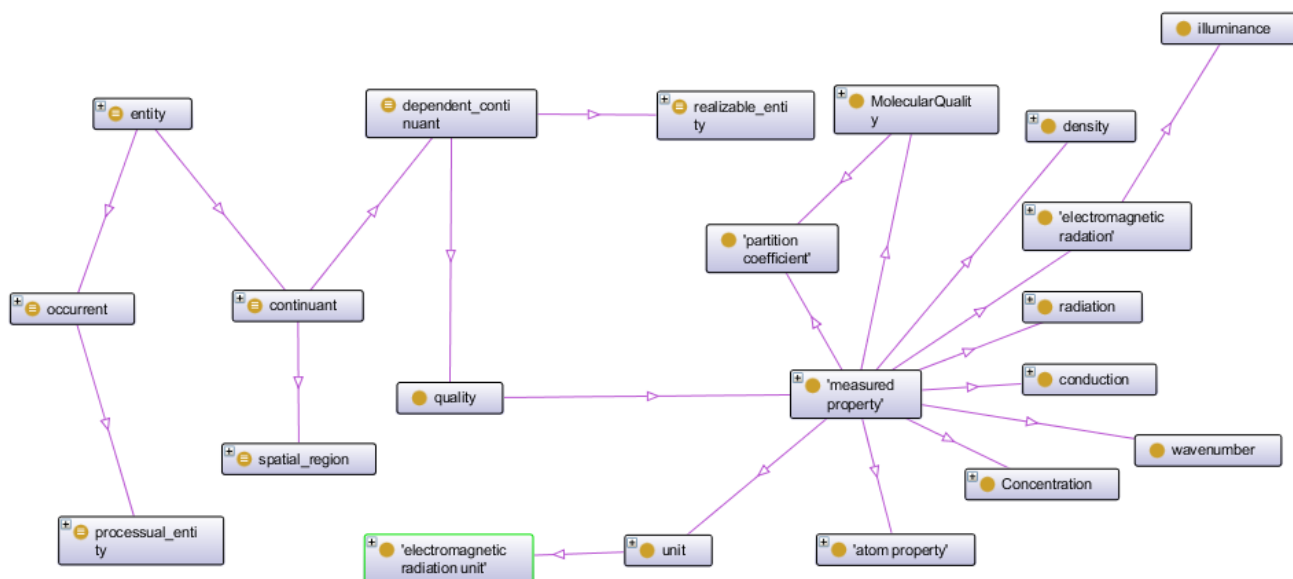 illuminance
entity
dependent_conti
nuant
realizable_enti
ty
MolecularQualit
y
density
'electromagnetic
radation'
'partition
coefficient'
occurrent
continuant
radiation
quality
'measured
property'
conduction
wavenumber
spatial_region
Concentration
processual_enti
ty
'electromagnetic
radiation unit'
unit
'atom property'